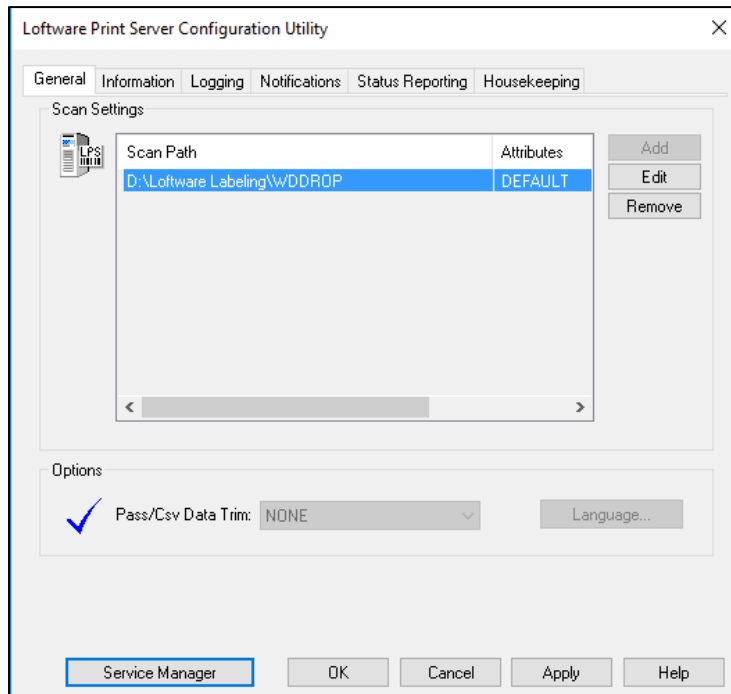 Loftware Print Server Configuration Utility
General Information Logging Notifications Status Reporting Housekeeping
Scan Settings
LPS
Scan Path Attributes
D:\Loftware Labeling\WDDROP DEFAULT
Add
Edit
Remove
Options
Pass/Csv Data Trim: NONE Language...
Service Manager OK Cancel Apply Help